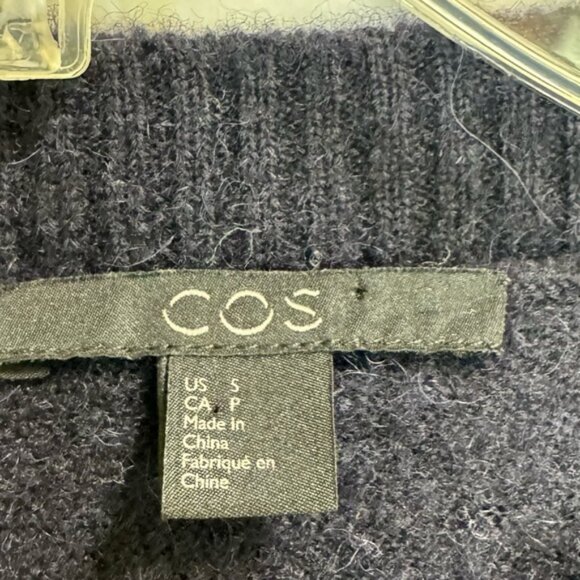 COS
US S
CA P
Made in
China
Fabriqué en
Chine